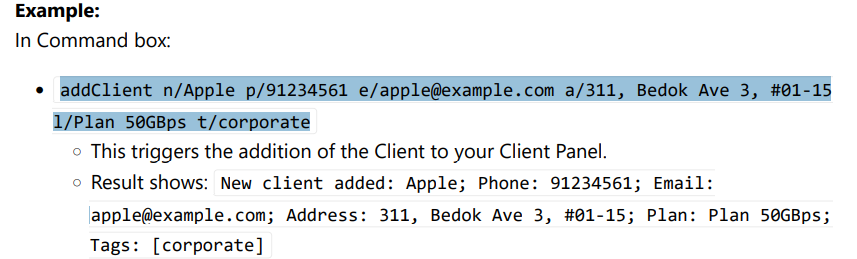 Example:
In Command box:
addClient n/Apple p/91234561 e/apple@example.com a/311, Bedok Ave 3, #01-15
l/Plan 50GBps t/corporate
This triggers the addition of the Client to your Client Panel.
Result shows: New client added: Apple; Phone: 91234561; Email:
apple@example.com; Address: 311, Bedok Ave 3, #01-15; Plan: Plan 50GBps;
Tags: [corporate]